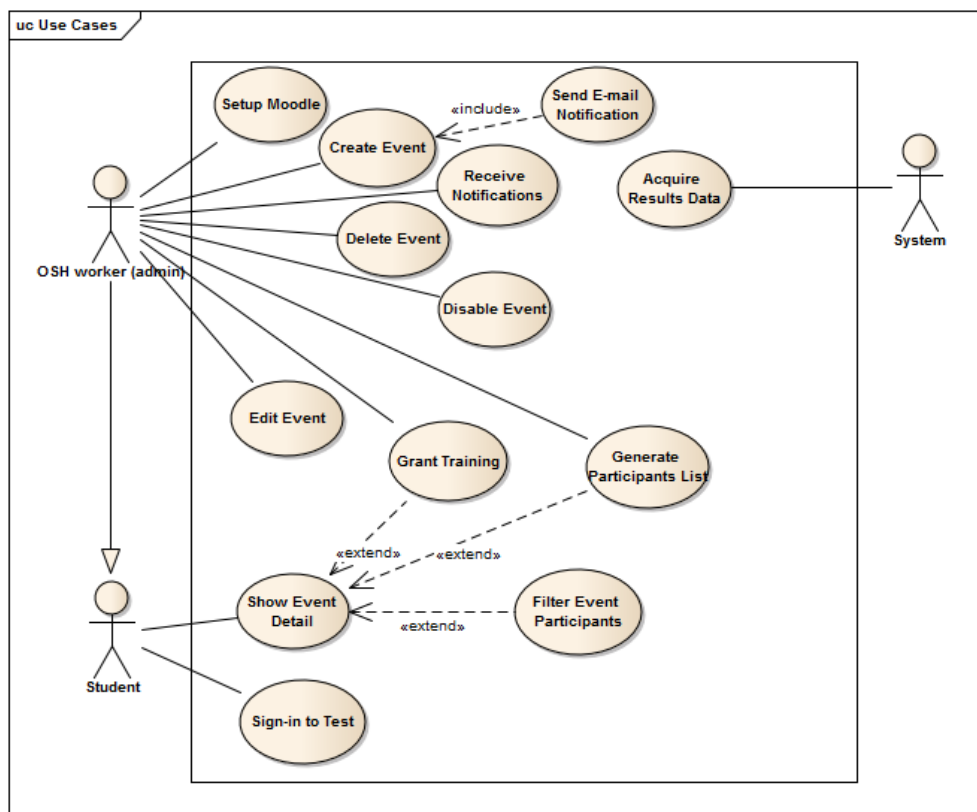 uc Use Cases
Setup Moodle
Send E-mail
Notification
«include»
Create Event
Receive
Notifications
Acquire
Results Data
System
Delete Event
OSH worker (admin)
Disable Event
Edit Event
Grant Training
Generate
Participants List
«extend»
«extend»
Show Event
Detail
Filter Event
Participants
«extend»
Student
Sign-in to Test